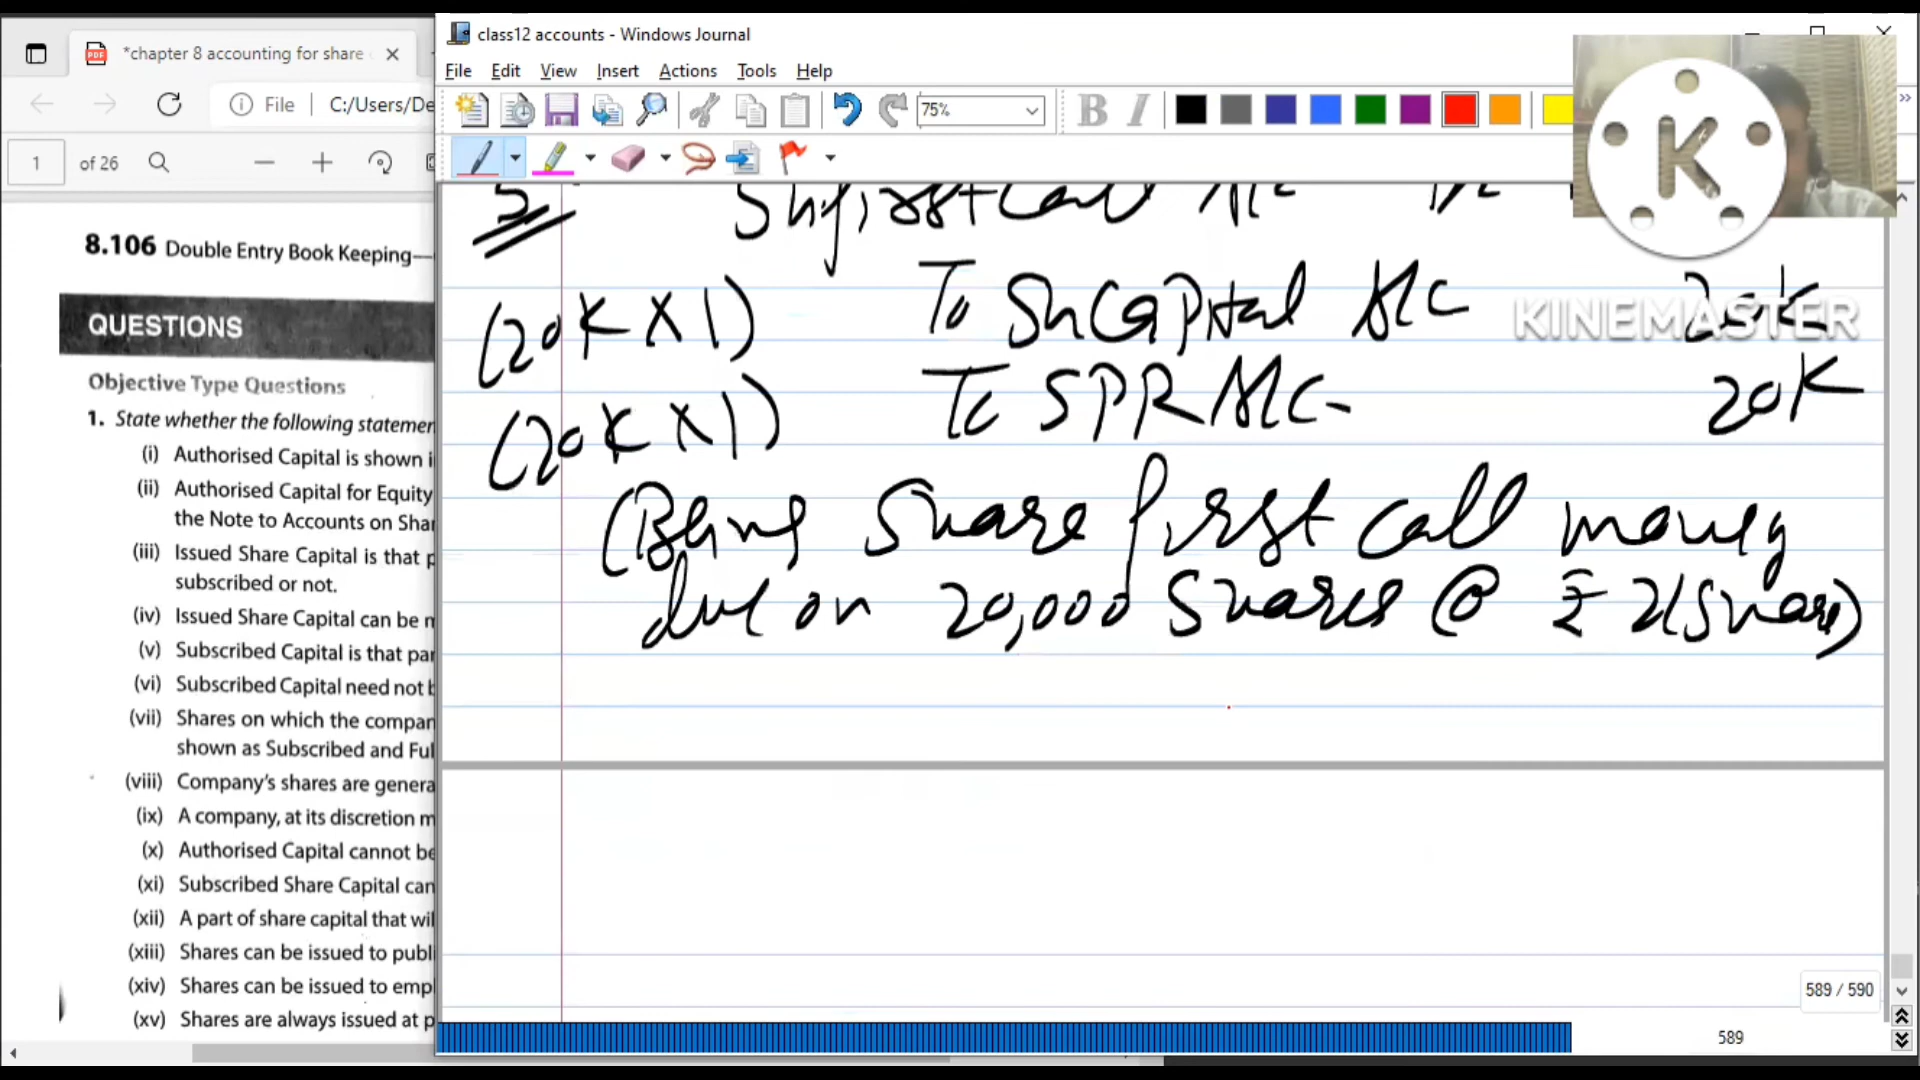 *chapter 8 accounting for share
class12 accounts - Windows Journal
File Edit View Insert Actions Tools Help
File C:/Users/De
75%
B I
1 of 26
K
KINEMASTER
8.106 Double Entry Book Keeping—
QUESTIONS
Objective Type Questions
1. State whether the following statemen
(i) Authorised Capital is shown i
(ii) Authorised Capital for Equity
the Note to Accounts on Shar
(iii) Issued Share Capital is that p
subscribed or not.
(iv) Issued Share Capital can be m
(v) Subscribed Capital is that par
(vi) Subscribed Capital need not b
(vii) Shares on which the compan
shown as Subscribed and Ful
(viii) Company's shares are genera
(ix) A company, at its discretion m
(x) Authorised Capital cannot be
(xi) Subscribed Share Capital can
(xii) A part of share capital that wil
(xiii) Shares can be issued to publi
(xiv) Shares can be issued to empl
(xv) Shares are always issued at p
Sh first call A/c
(20K X 1) To Sh Capital A/c 20K
(20K X 1) To SPR A/c 20K
(Being Share first call money
due on 20,000 Shares @ ₹ 2/Share)
589 / 590
589